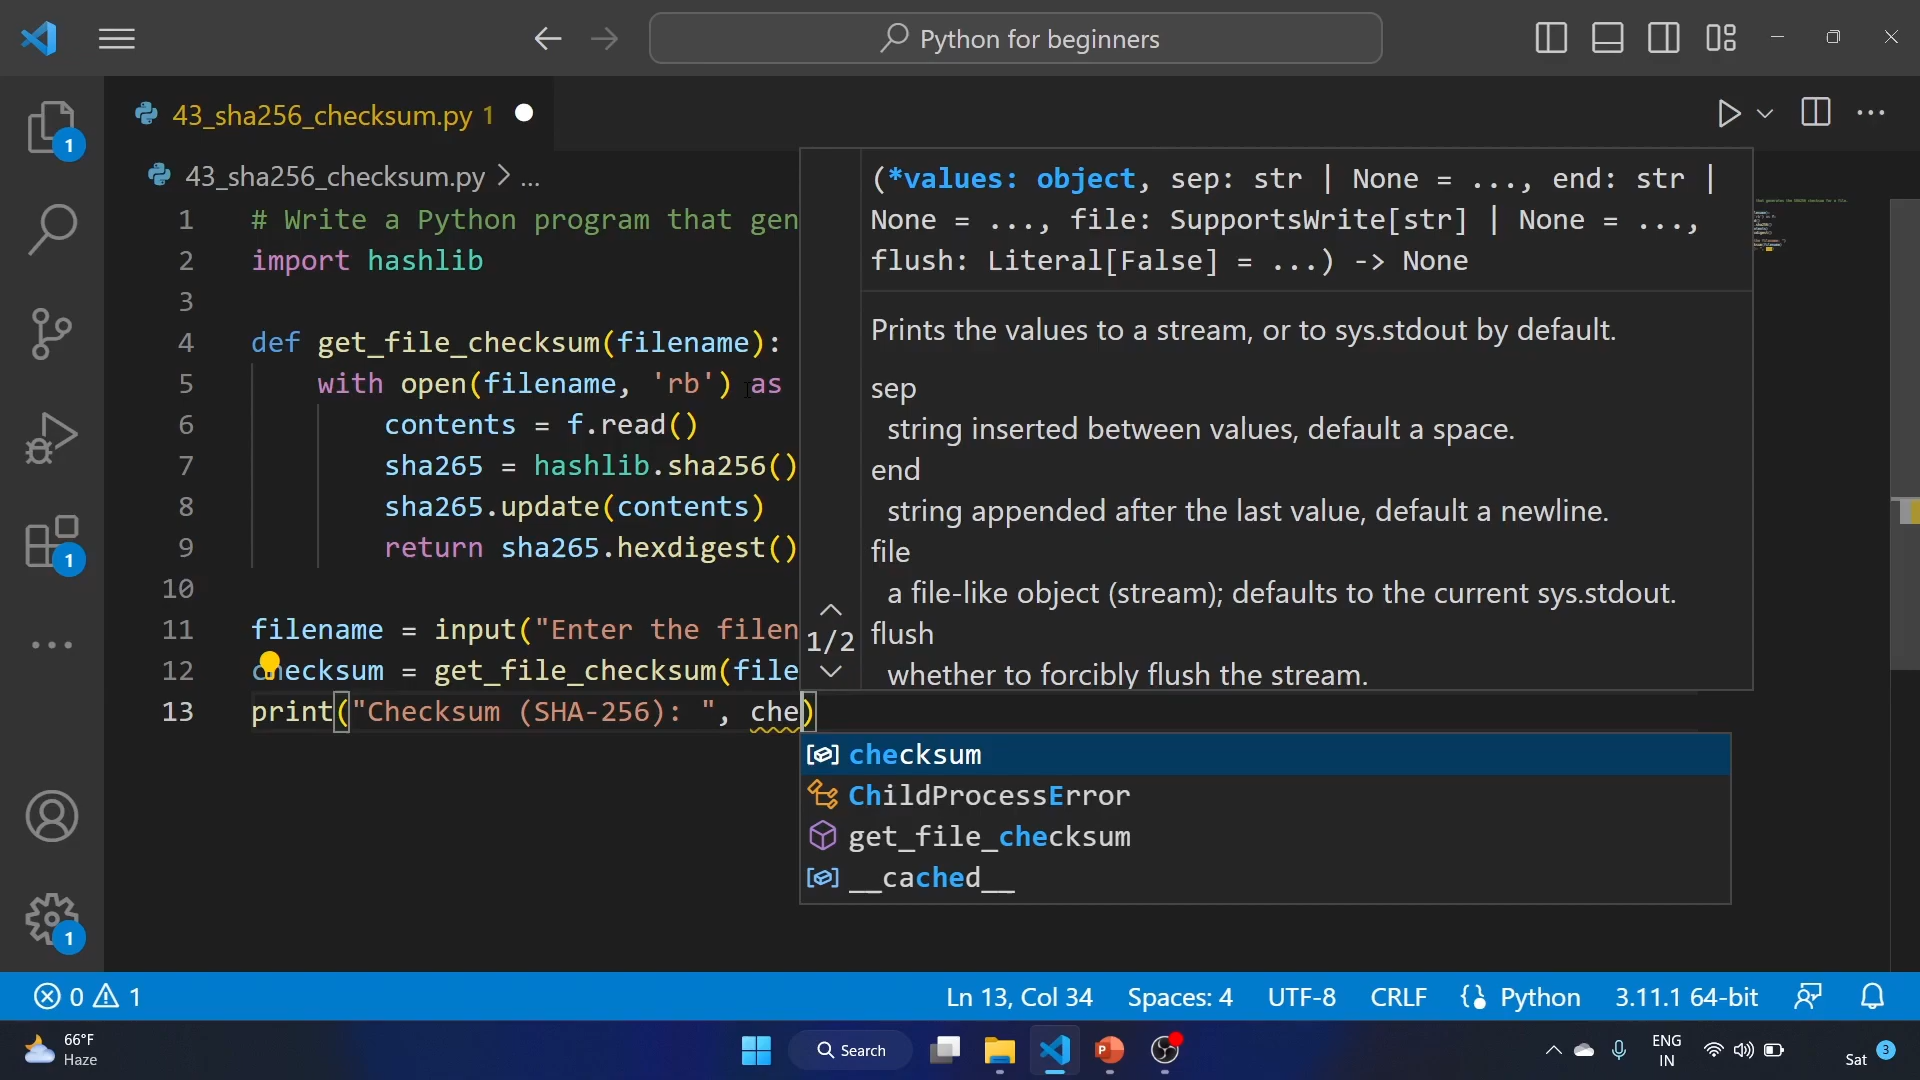 Python for beginners
43_sha256_checksum.py 1
43_sha256_checksum.py > ...
1 # Write a Python program that gen
2 import hashlib
3
4 def get_file_checksum(filename):
5 with open(filename, 'rb') as
6 contents = f.read()
7 sha265 = hashlib.sha256()
8 sha265.update(contents)
9 return sha265.hexdigest()
10
11 filename = input("Enter the filen
12 checksum = get_file_checksum(file
13 print("Checksum (SHA-256): ", che)
(*values: object, sep: str | None = ..., end: str |
None = ..., file: SupportsWrite[str] | None = ...,
flush: Literal[False] = ...) -> None
Prints the values to a stream, or to sys.stdout by default.
sep
string inserted between values, default a space.
end
string appended after the last value, default a newline.
file
a file-like object (stream); defaults to the current sys.stdout.
flush
whether to forcibly flush the stream.
1/2
checksum
ChildProcessError
get_file_checksum
__cached__
1
1
1
0 1
Ln 13, Col 34
Spaces: 4
UTF-8
CRLF
Python
3.11.1 64-bit
66°F
Haze
Search
ENG
IN
Sat
3